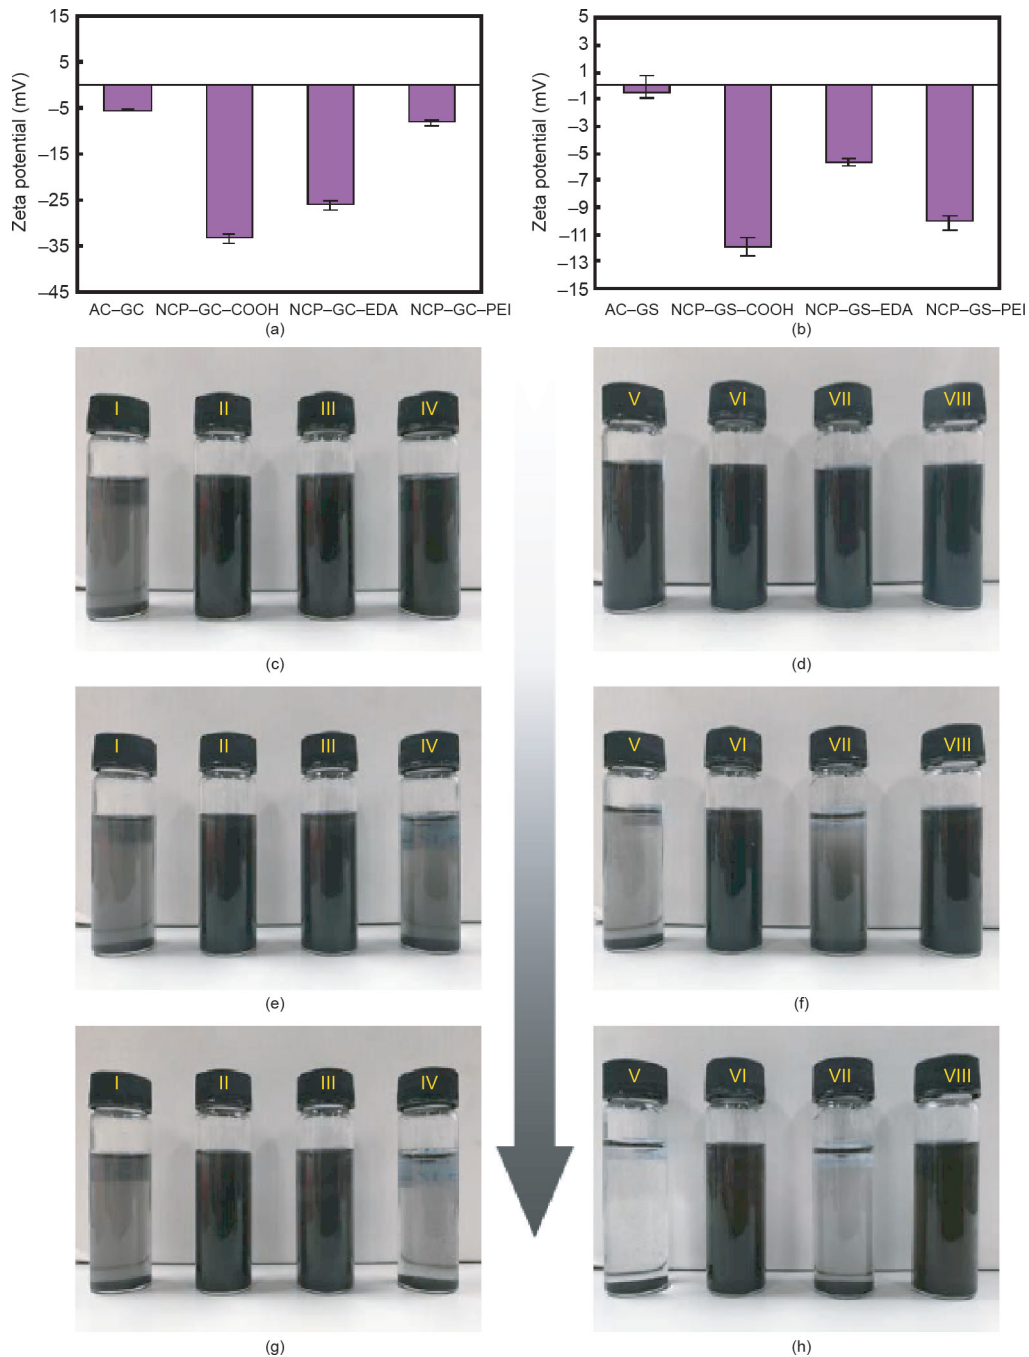 15
5
–5
–15
–25
–35
–45
Zeta potential (mV)
AC–GC NCP–GC–COOH NCP–GC–EDA NCP–GC–PEI
(a)
5
3
1
–1
–3
–5
–7
–9
–11
–13
–15
Zeta potential (mV)
AC–GS NCP–GS–COOH NCP–GS–EDA NCP–GS–PEI
(b)
I II III IV
(c)
V VI VII VIII
(d)
I II III IV
(e)
V VI VII VIII
(f)
I II III IV
(g)
V VI VII VIII
(h)